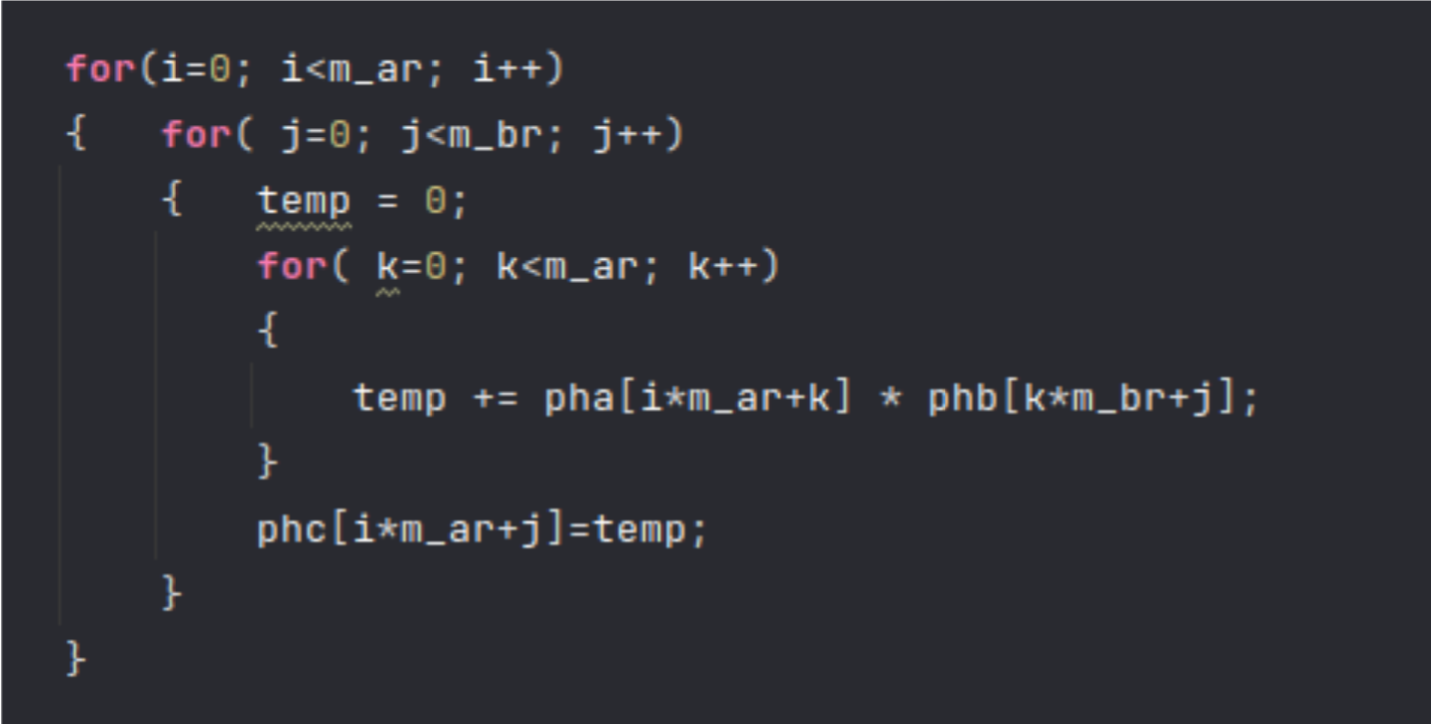 for(i=0; i<m_ar; i++)
{   for( j=0; j<m_br; j++)
    {   temp = 0;
        for( k=0; k<m_ar; k++)
        {
            temp += pha[i*m_ar+k] * phb[k*m_br+j];
        }
        phc[i*m_ar+j]=temp;
    }
}